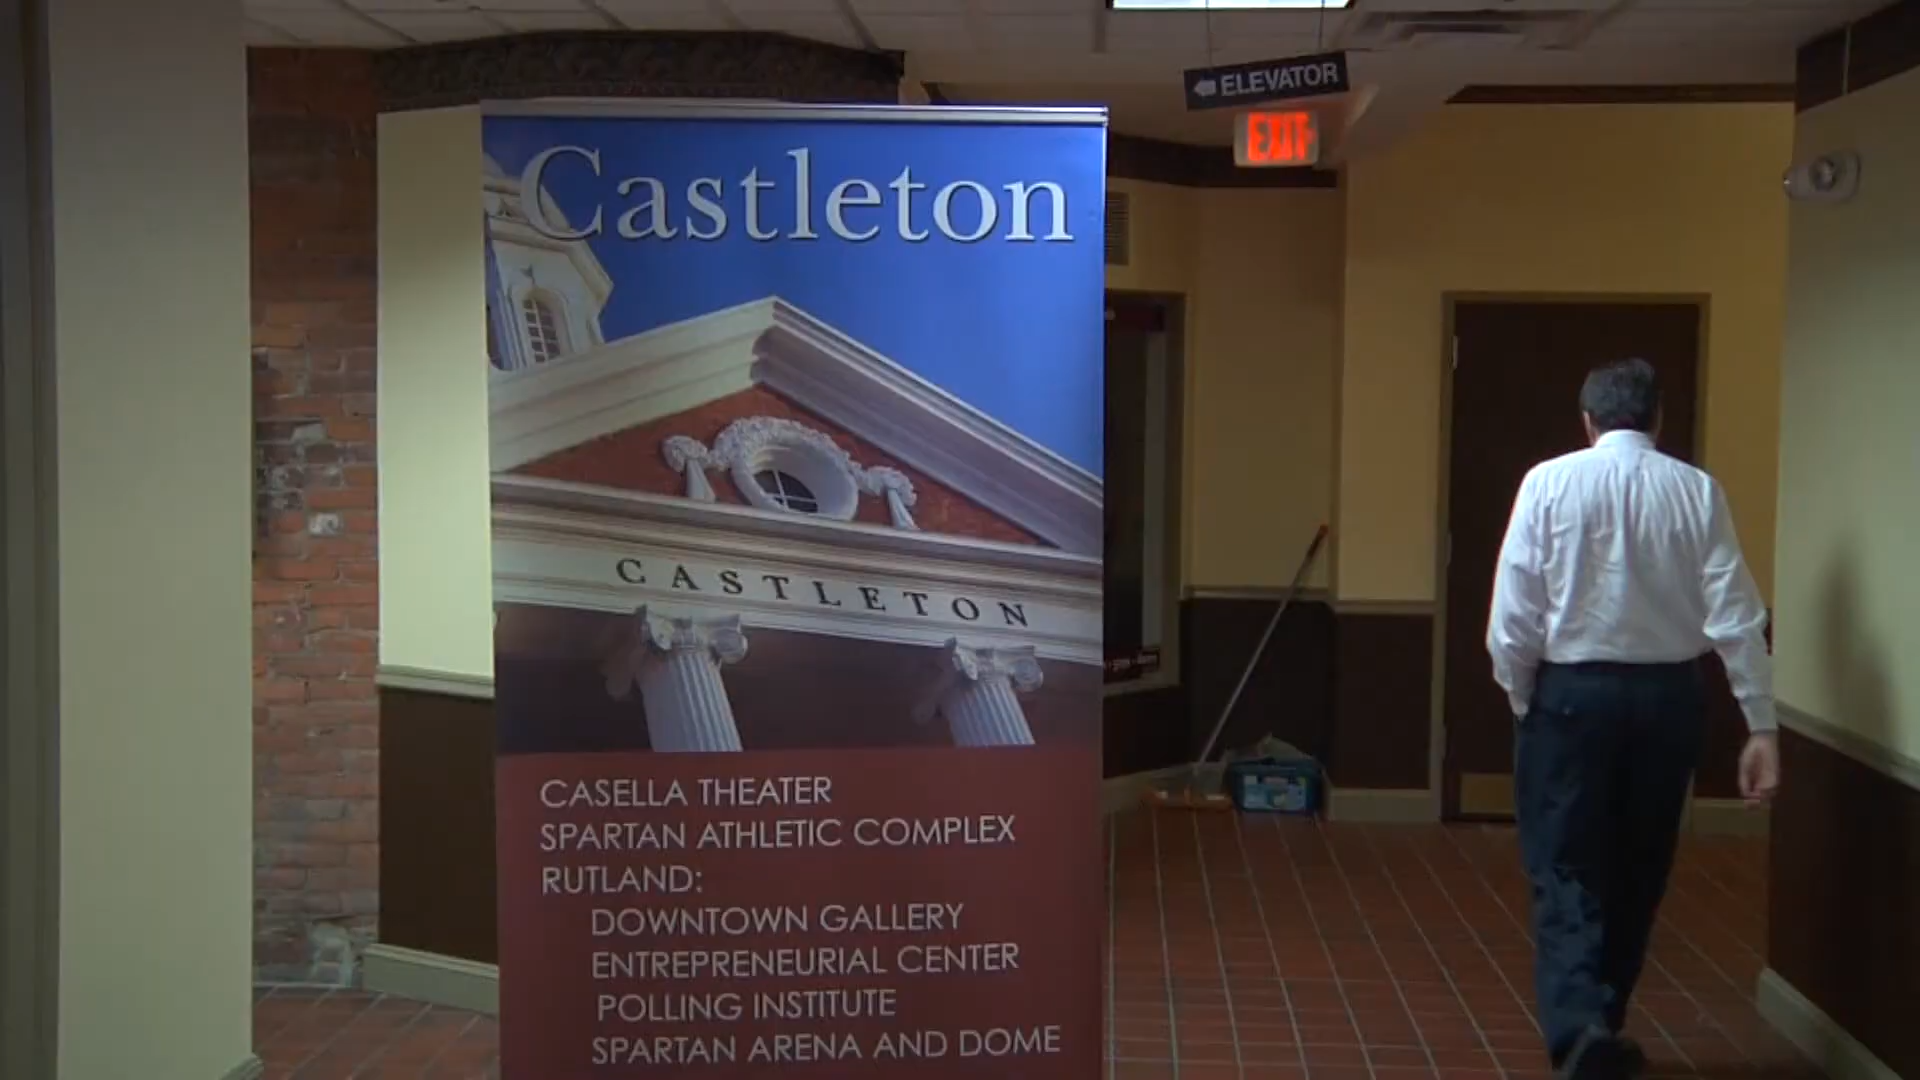 ELEVATOR
EXIT
Castleton
CASTLETON
CASELLA THEATER
SPARTAN ATHLETIC COMPLEX
RUTLAND:
DOWNTOWN GALLERY
ENTREPRENEURIAL CENTER
POLLING INSTITUTE
SPARTAN ARENA AND DOME